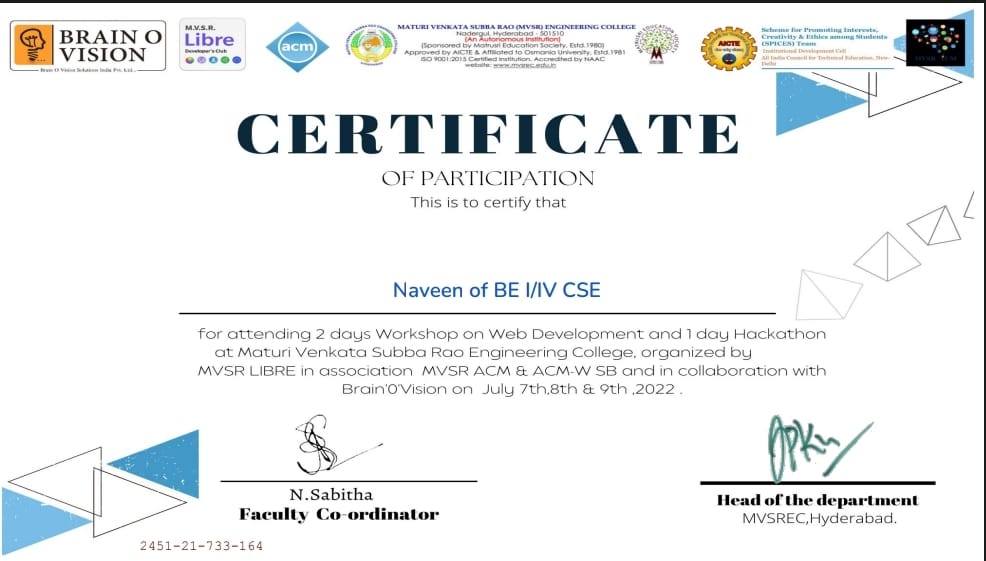 BRAIN O
VISION
Brain O Vision Solutions India Pvt. Ltd.,
M.V.S.R.
Libre
Developer's Club
acm
MATURI VENKATA SUBBA RAO (MVSR) ENGINEERING COLLEGE
Nadergul, Hyderabad - 501510
(An Autonomous Institution)
(Sponsored by Matrusri Education Society, Estd.1980)
Approved by AICTE & Affiliated to Osmania University, Estd.1981
ISO 9001:2015 Certified Institution, Accredited by NAAC
website: www.mvsrec.edu.in
AICTE
Scheme for Promoting Interests,
Creativity & Ethics among Students
(SPICES) Team
Institutional Development Cell
All India Council for Technical Education, New-
Delhi
CERTIFICATE
OF PARTICIPATION
This is to certify that
Naveen of BE I/IV CSE
for attending 2 days Workshop on Web Development and 1 day Hackathon
at Maturi Venkata Subba Rao Engineering College, organized by
MVSR LIBRE in association MVSR ACM & ACM-W SB and in collaboration with
Brain'O'Vision on July 7th,8th & 9th ,2022 .
N.Sabitha
Faculty Co-ordinator
Head of the department
MVSREC,Hyderabad.
2451-21-733-164